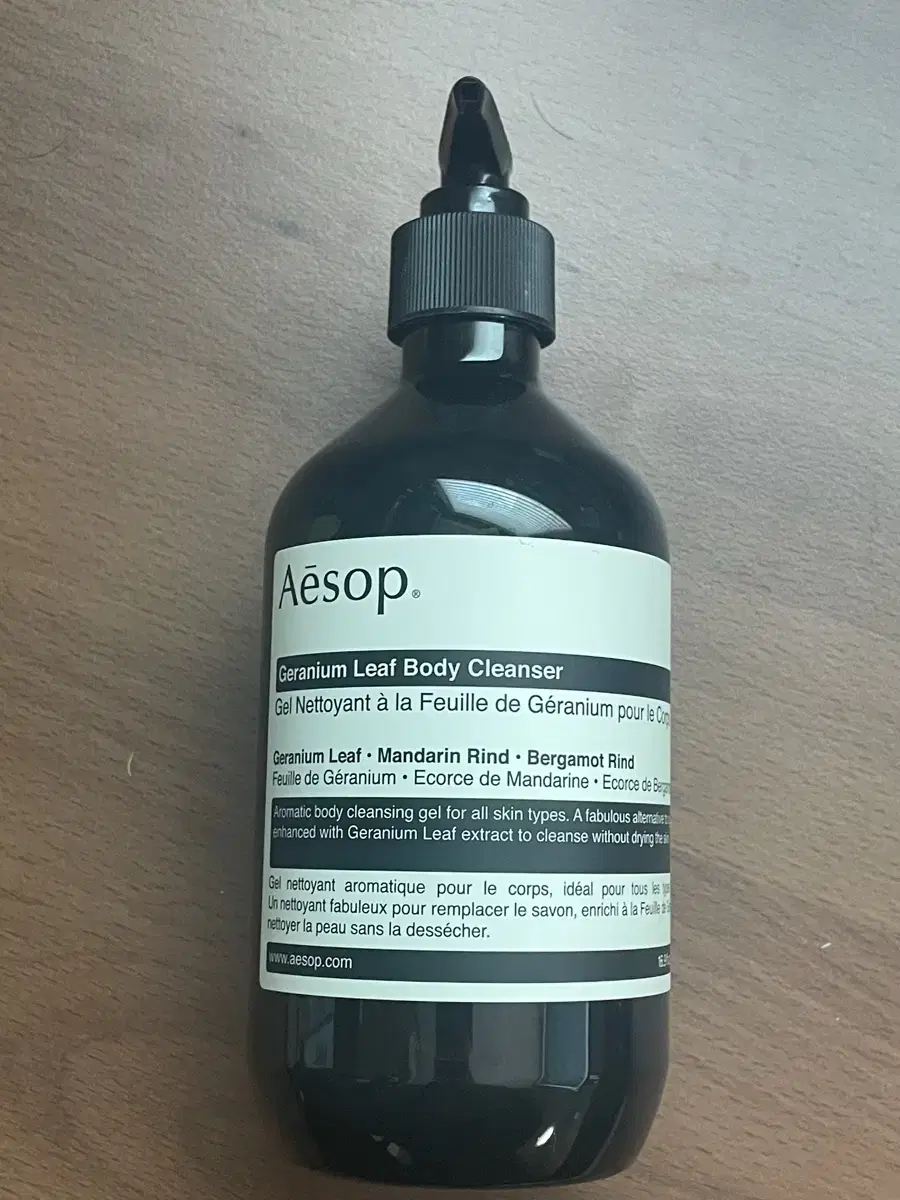 Aēsop®
Geranium Leaf Body Cleanser
Gel Nettoyant à la Feuille de Géranium pour le
Geranium Leaf • Mandarin Rind • Bergamot Rind
Feuille de Géranium • Ecorce de Mandarine • Ecorce de
Aromatic body cleansing gel for all skin types. A fabulous alternative
enhanced with Geranium Leaf extract to cleanse without drying the
Gel nettoyant aromatique pour le corps, idéal pour tous les
Un nettoyant fabuleux pour remplacer le savon, enrichi à la Feuille
nettoyer la peau sans la dessécher.
www.aesop.com